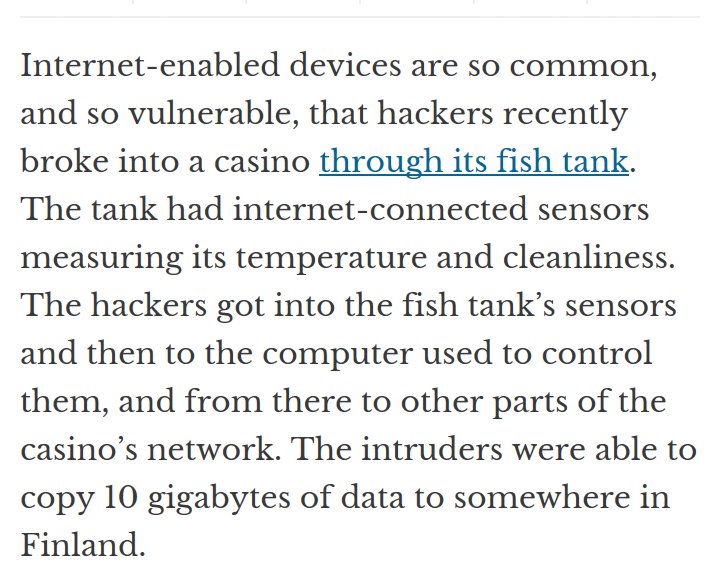 Internet-enabled devices are so common,
and so vulnerable, that hackers recently
broke into a casino through its fish tank.
The tank had internet-connected sensors
measuring its temperature and cleanliness.
The hackers got into the fish tank’s sensors
and then to the computer used to control
them, and from there to other parts of the
casino’s network. The intruders were able to
copy 10 gigabytes of data to somewhere in
Finland.